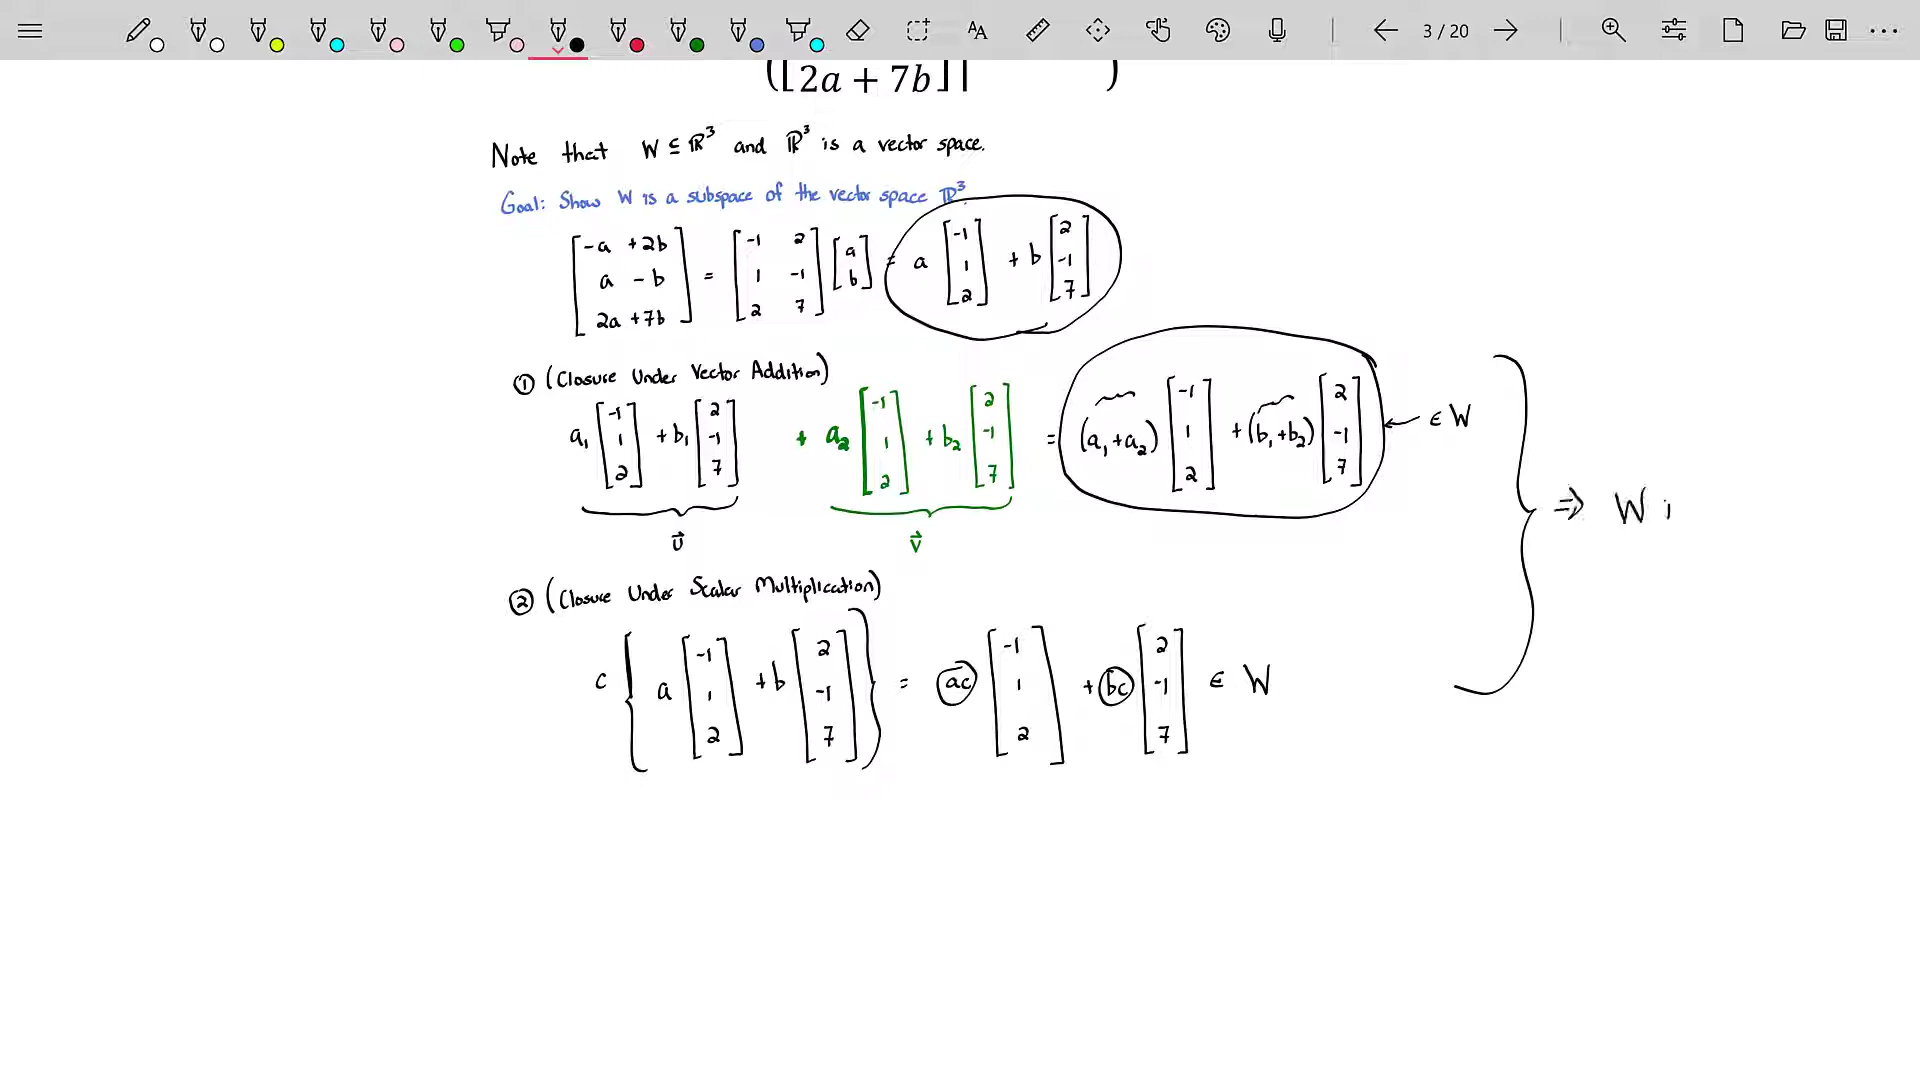 3 / 20
([2a + 7b]| )
Note that W ⊆ ℝ³ and ℝ³ is a vector space.
Goal: Show W is a subspace of the vector space ℝ³.
[-a +2b; a - b; 2a +7b] = [-1 2; 1 -1; 2 7] [a; b] = a [-1; 1; 2] + b [2; -1; 7]
① (Closure Under Vector Addition)
a₁ [-1; 1; 2] + b₁ [2; -1; 7] + a₂ [-1; 1; 2] + b₂ [2; -1; 7] = (a₁+a₂) [-1; 1; 2] + (b₁+b₂) [2; -1; 7] ← ∈ W
⇒ W i
u⃗ v⃗
② (Closure Under Scalar Multiplication)
c { a [-1; 1; 2] + b [2; -1; 7] } = ac [-1; 1; 2] + bc [2; -1; 7] ∈ W